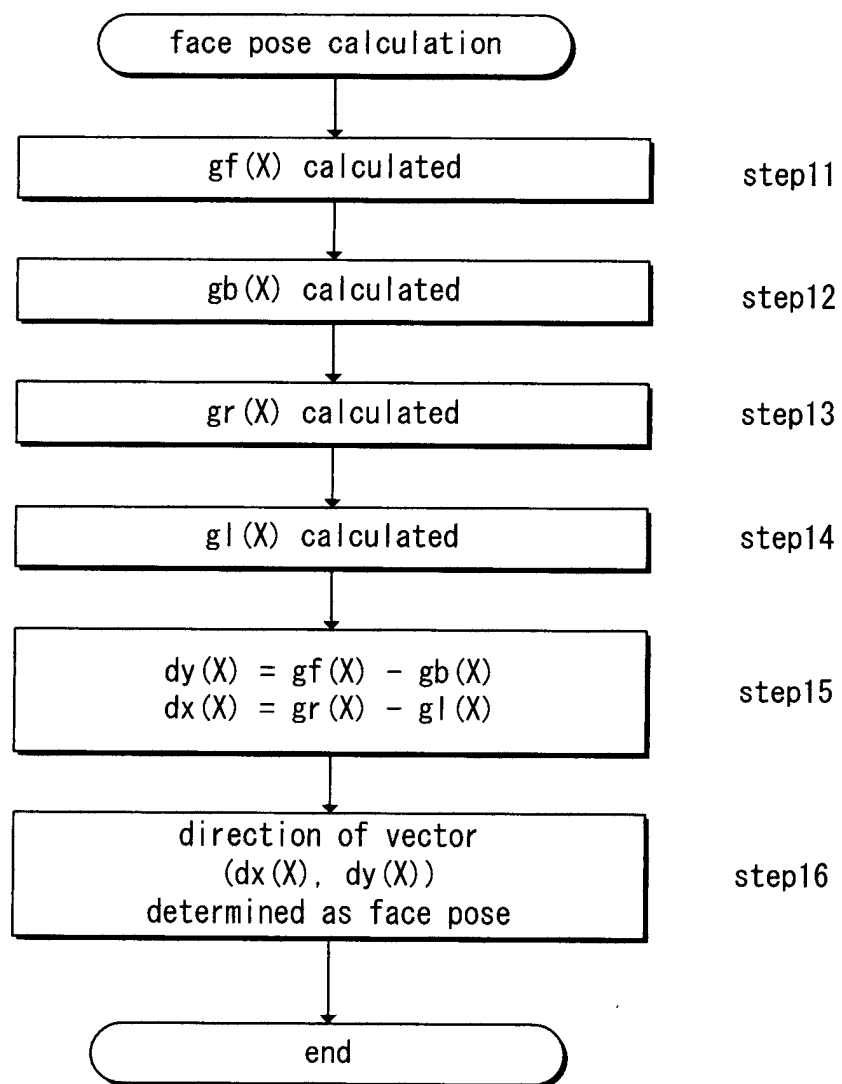 face pose calculation
gf(X) calculated
step11
gb(X) calculated
step12
gr(X) calculated
step13
gl(X) calculated
step14
dy(X) = gf(X) - gb(X)
dx(X) = gr(X) - gl(X)
step15
direction of vector
(dx(X), dy(X))
determined as face pose
step16
end